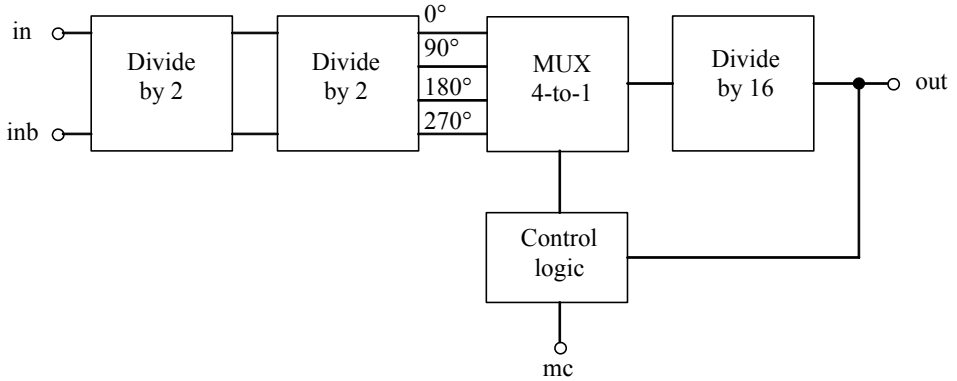 in
inb
Divide
by 2
Divide
by 2
0°
90°
180°
270°
MUX
4-to-1
Divide
by 16
out
Control
logic
mc